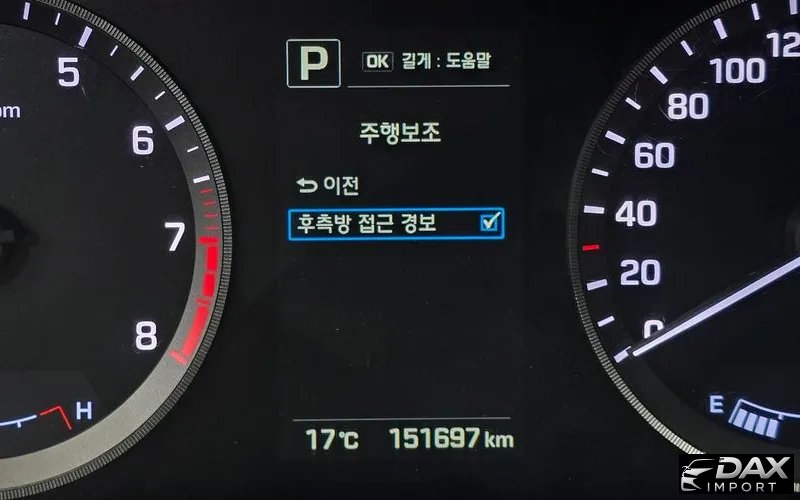 5
6
7
8
H
P
OK 길게 : 도움말
주행보조
이전
후측방 접근 경보
17℃ 151697 km
100
80
60
40
20
0
E
DAX
IMPORT